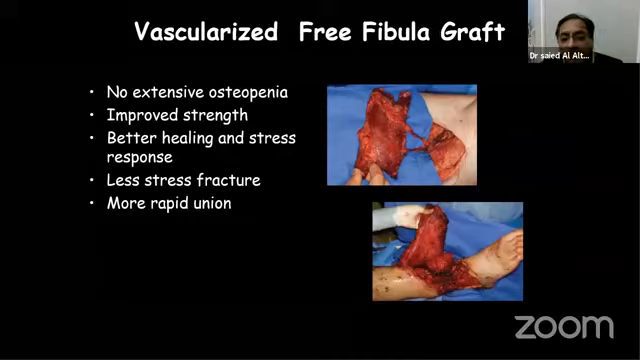 Vascularized Free Fibula Graft
Dr saied Al Alt...
• No extensive osteopenia
• Improved strength
• Better healing and stress
response
• Less stress fracture
• More rapid union
zoom